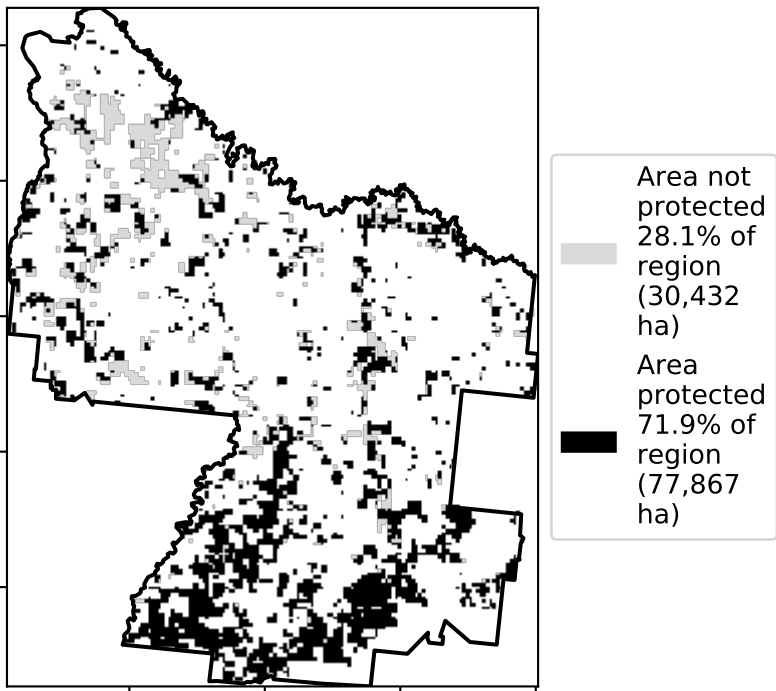 Area not
protected
28.1% of
region
(30,432
ha)
Area
protected
71.9% of
region
(77,867
ha)